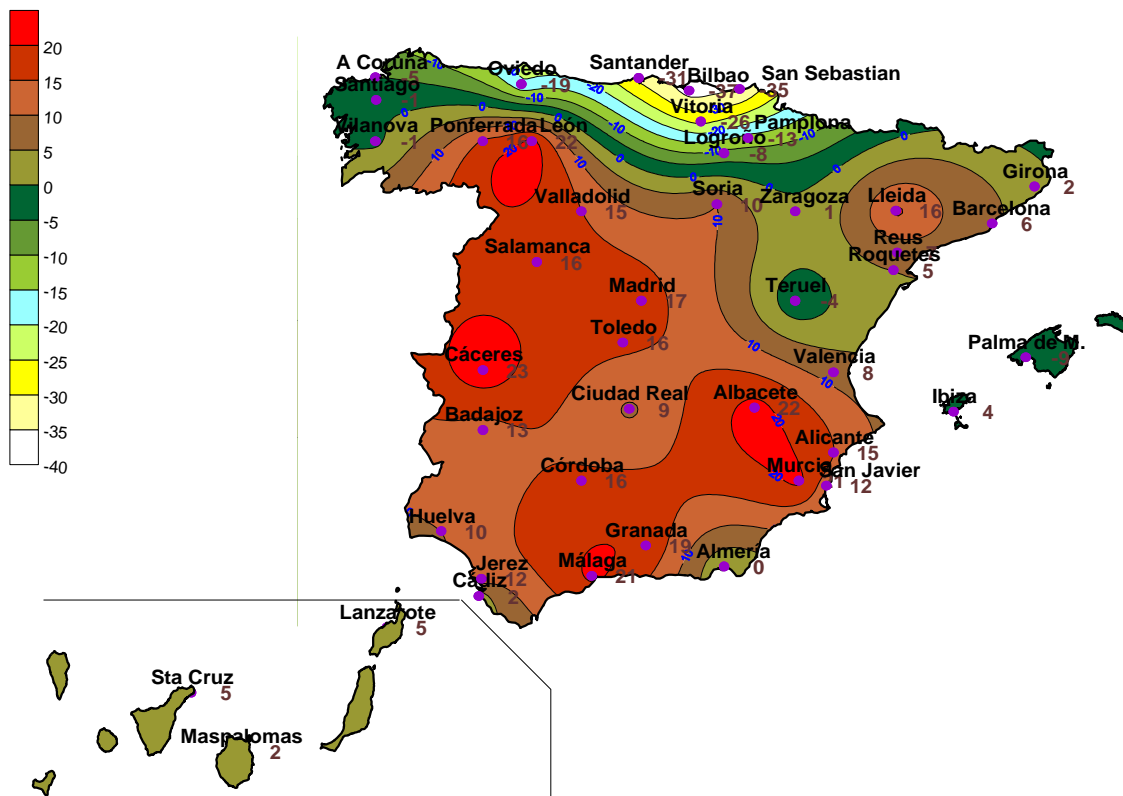 20
15
10
5
0
-5
-10
-15
-20
-25
-30
-35
-40
A Coruña -5
Santiago -1
Vilanova -1
Oviedo -19
Santander -31
Bilbao -37
San Sebastian -35
Vitoria -26
Pamplona -13
Logroño -8
Ponferrada 16
León 22
Valladolid 15
Soria 10
Zaragoza 1
Lleida 16
Girona 2
Barcelona 6
Reus 7
Roquetes 5
Salamanca 16
Madrid 17
Teruel -4
Toledo 16
Cáceres 23
Valencia 8
Palma de M.
Ibiza 4
Ciudad Real 9
Albacete 22
Badajoz 13
Alicante 15
Murcia
San Javier 12
Córdoba 16
Huelva 10
Granada 19
Almería 0
Málaga 21
Jerez 12
Cádiz 2
Lanzarote 5
Sta Cruz 5
Maspalomas 2